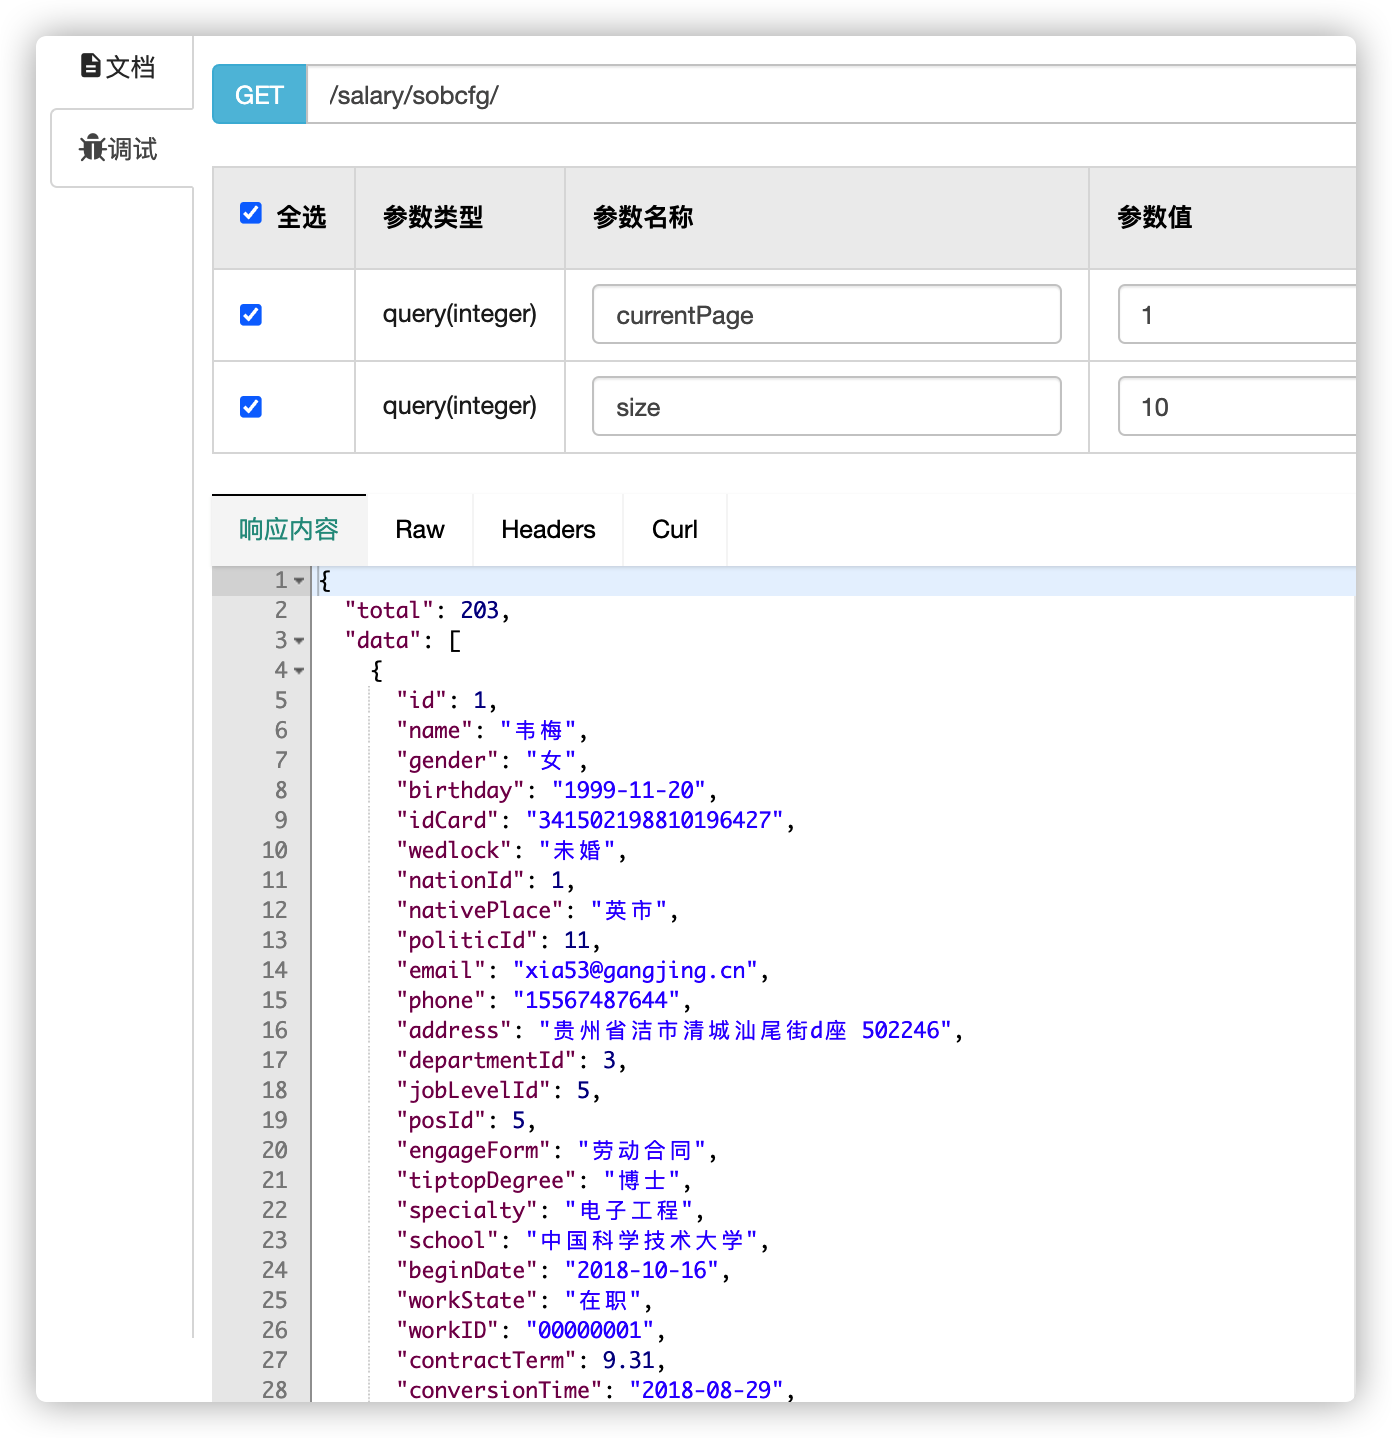 文档
调试
GET /salary/sobcfg/
全选 参数类型 参数名称 参数值
query(integer) currentPage 1
query(integer) size 10
响应内容 Raw Headers Curl
1 {
2 "total": 203,
3 "data": [
4 {
5 "id": 1,
6 "name": "韦梅",
7 "gender": "女",
8 "birthday": "1999-11-20",
9 "idCard": "341502198810196427",
10 "wedlock": "未婚",
11 "nationId": 1,
12 "nativePlace": "英市",
13 "politicId": 11,
14 "email": "xia53@gangjing.cn",
15 "phone": "15567487644",
16 "address": "贵州省洁市清城汕尾街d座 502246",
17 "departmentId": 3,
18 "jobLevelId": 5,
19 "posId": 5,
20 "engageForm": "劳动合同",
21 "tiptopDegree": "博士",
22 "specialty": "电子工程",
23 "school": "中国科学技术大学",
24 "beginDate": "2018-10-16",
25 "workState": "在职",
26 "workID": "00000001",
27 "contractTerm": 9.31,
28 "conversionTime": "2018-08-29",